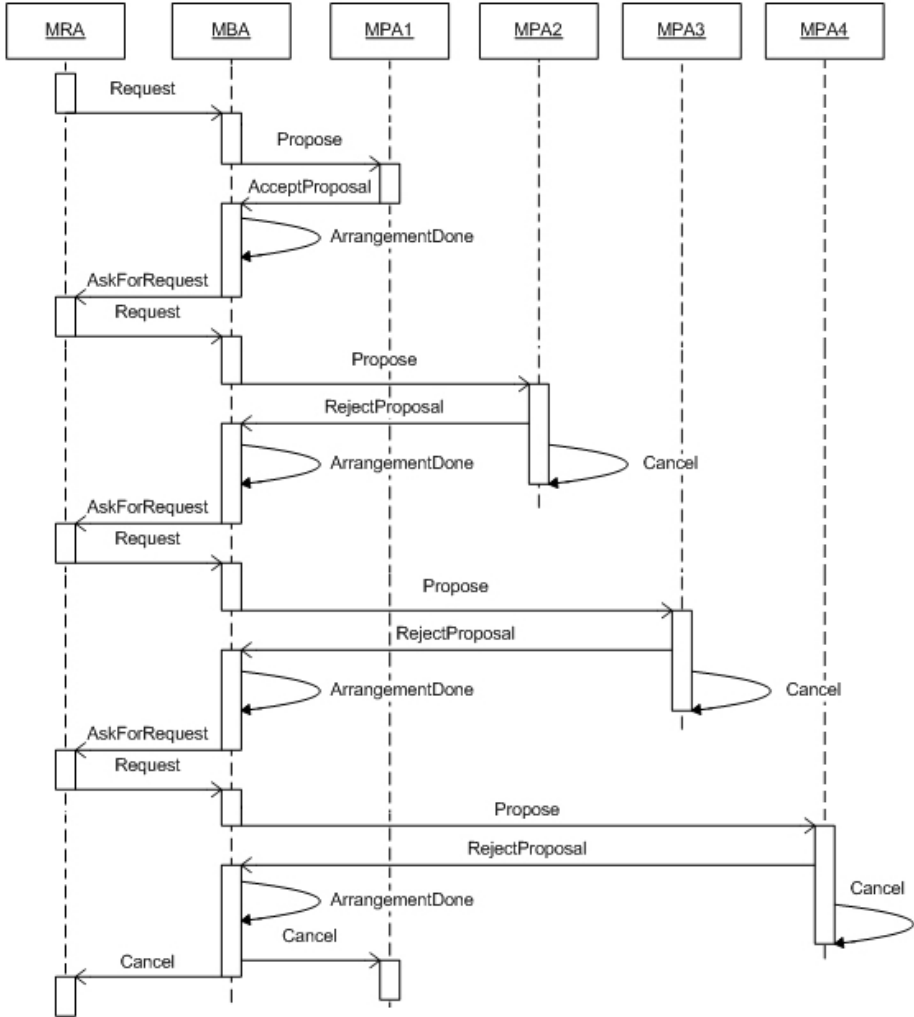 MRA
MBA
MPA1
MPA2
MPA3
MPA4
Request
Propose
AcceptProposal
ArrangementDone
AskForRequest
Request
Propose
RejectProposal
ArrangementDone
Cancel
AskForRequest
Request
Propose
RejectProposal
ArrangementDone
Cancel
AskForRequest
Request
Propose
RejectProposal
Cancel
ArrangementDone
Cancel
Cancel